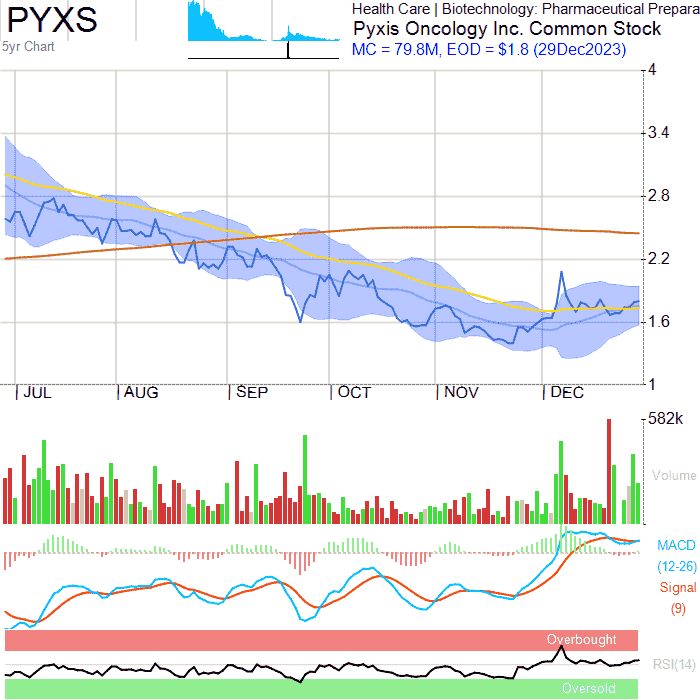 PYXS
5yr Chart
Health Care | Biotechnology: Pharmaceutical Prepara
Pyxis Oncology Inc. Common Stock
MC = 79.8M, EOD = $1.8 (29Dec2023)
4
3.4
2.8
2.2
1.6
1
JUL AUG SEP OCT NOV DEC
582k
Volume
MACD
(12-26)
Signal
(9)
Overbought
RSI(14)
Oversold